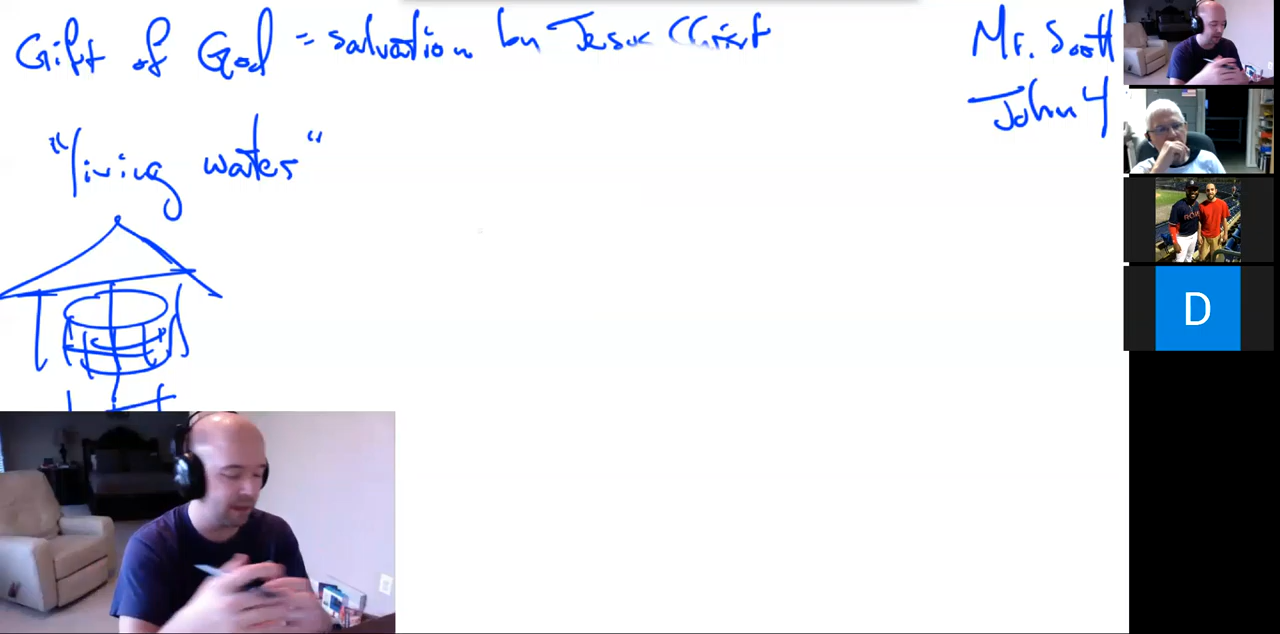 Gift of God = salvation by Jesus Christ
Mr. Scott
John 4
"living water"
D